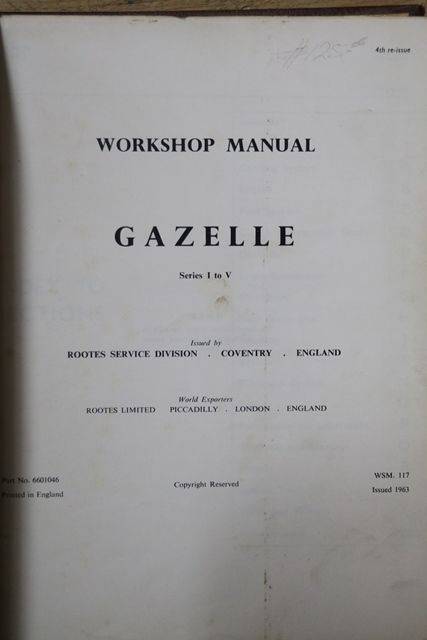 4th re-issue
WORKSHOP MANUAL
GAZELLE
Series I to V
Issued by
ROOTES SERVICE DIVISION . COVENTRY . ENGLAND
World Exporters
ROOTES LIMITED PICCADILLY . LONDON . ENGLAND
Part No. 6601046
Printed in England
Copyright Reserved
WSM. 117
Issued 1963